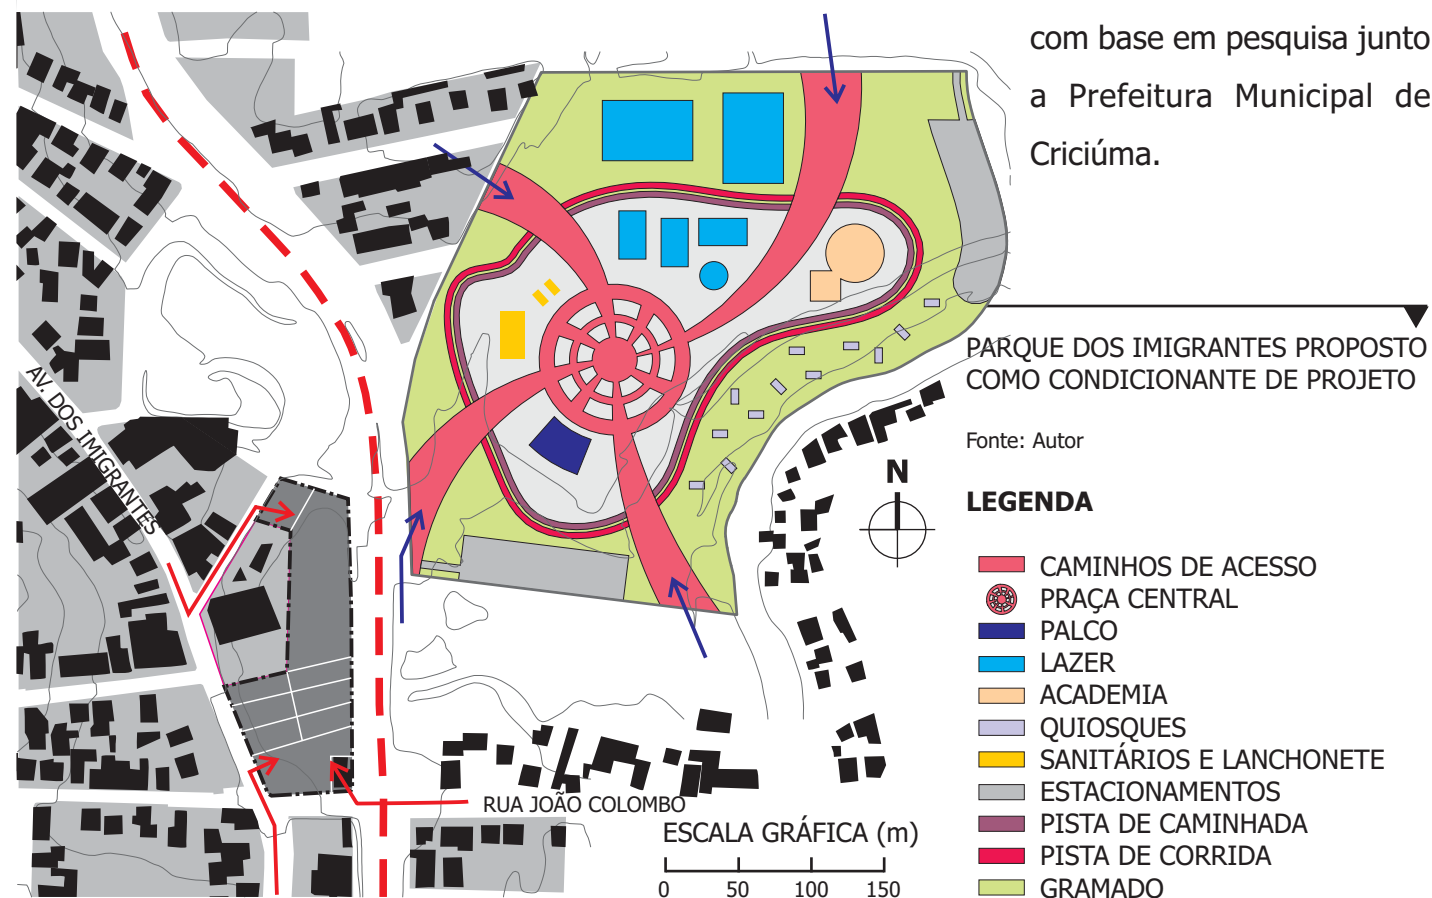 com base em pesquisa junto
a Prefeitura Municipal de
Criciúma.
PARQUE DOS IMIGRANTES PROPOSTO
COMO CONDICIONANTE DE PROJETO
Fonte: Autor
N
LEGENDA
CAMINHOS DE ACESSO
PRAÇA CENTRAL
PALCO
LAZER
ACADEMIA
QUIOSQUES
SANITÁRIOS E LANCHONETE
ESTACIONAMENTOS
PISTA DE CAMINHADA
PISTA DE CORRIDA
GRAMADO
AV. DOS IMIGRANTES
RUA JOÃO COLOMBO
ESCALA GRÁFICA (m)
0 50 100 150